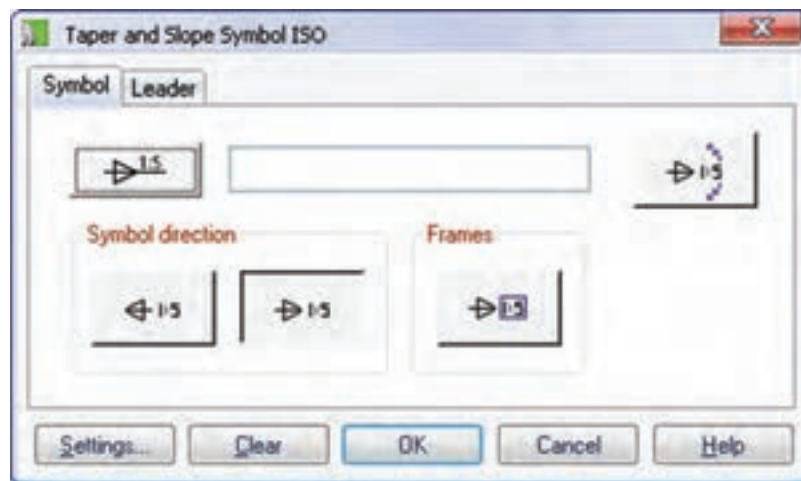 Taper and Slope Symbol ISO
Symbol Leader
1:5
1:5
Symbol direction
Frames
1:5 1:5
1:5
Settings... Clear OK Cancel Help